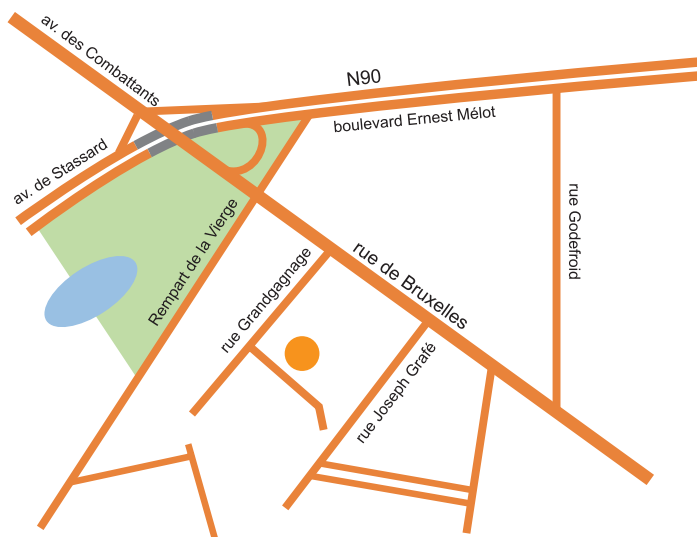 av. des Combattants
N90
boulevard Ernest Mélot
av. de Stassard
rue Godefroid
Rempart de la Vierge
rue de Bruxelles
rue Grandgagnage
rue Joseph Grafé